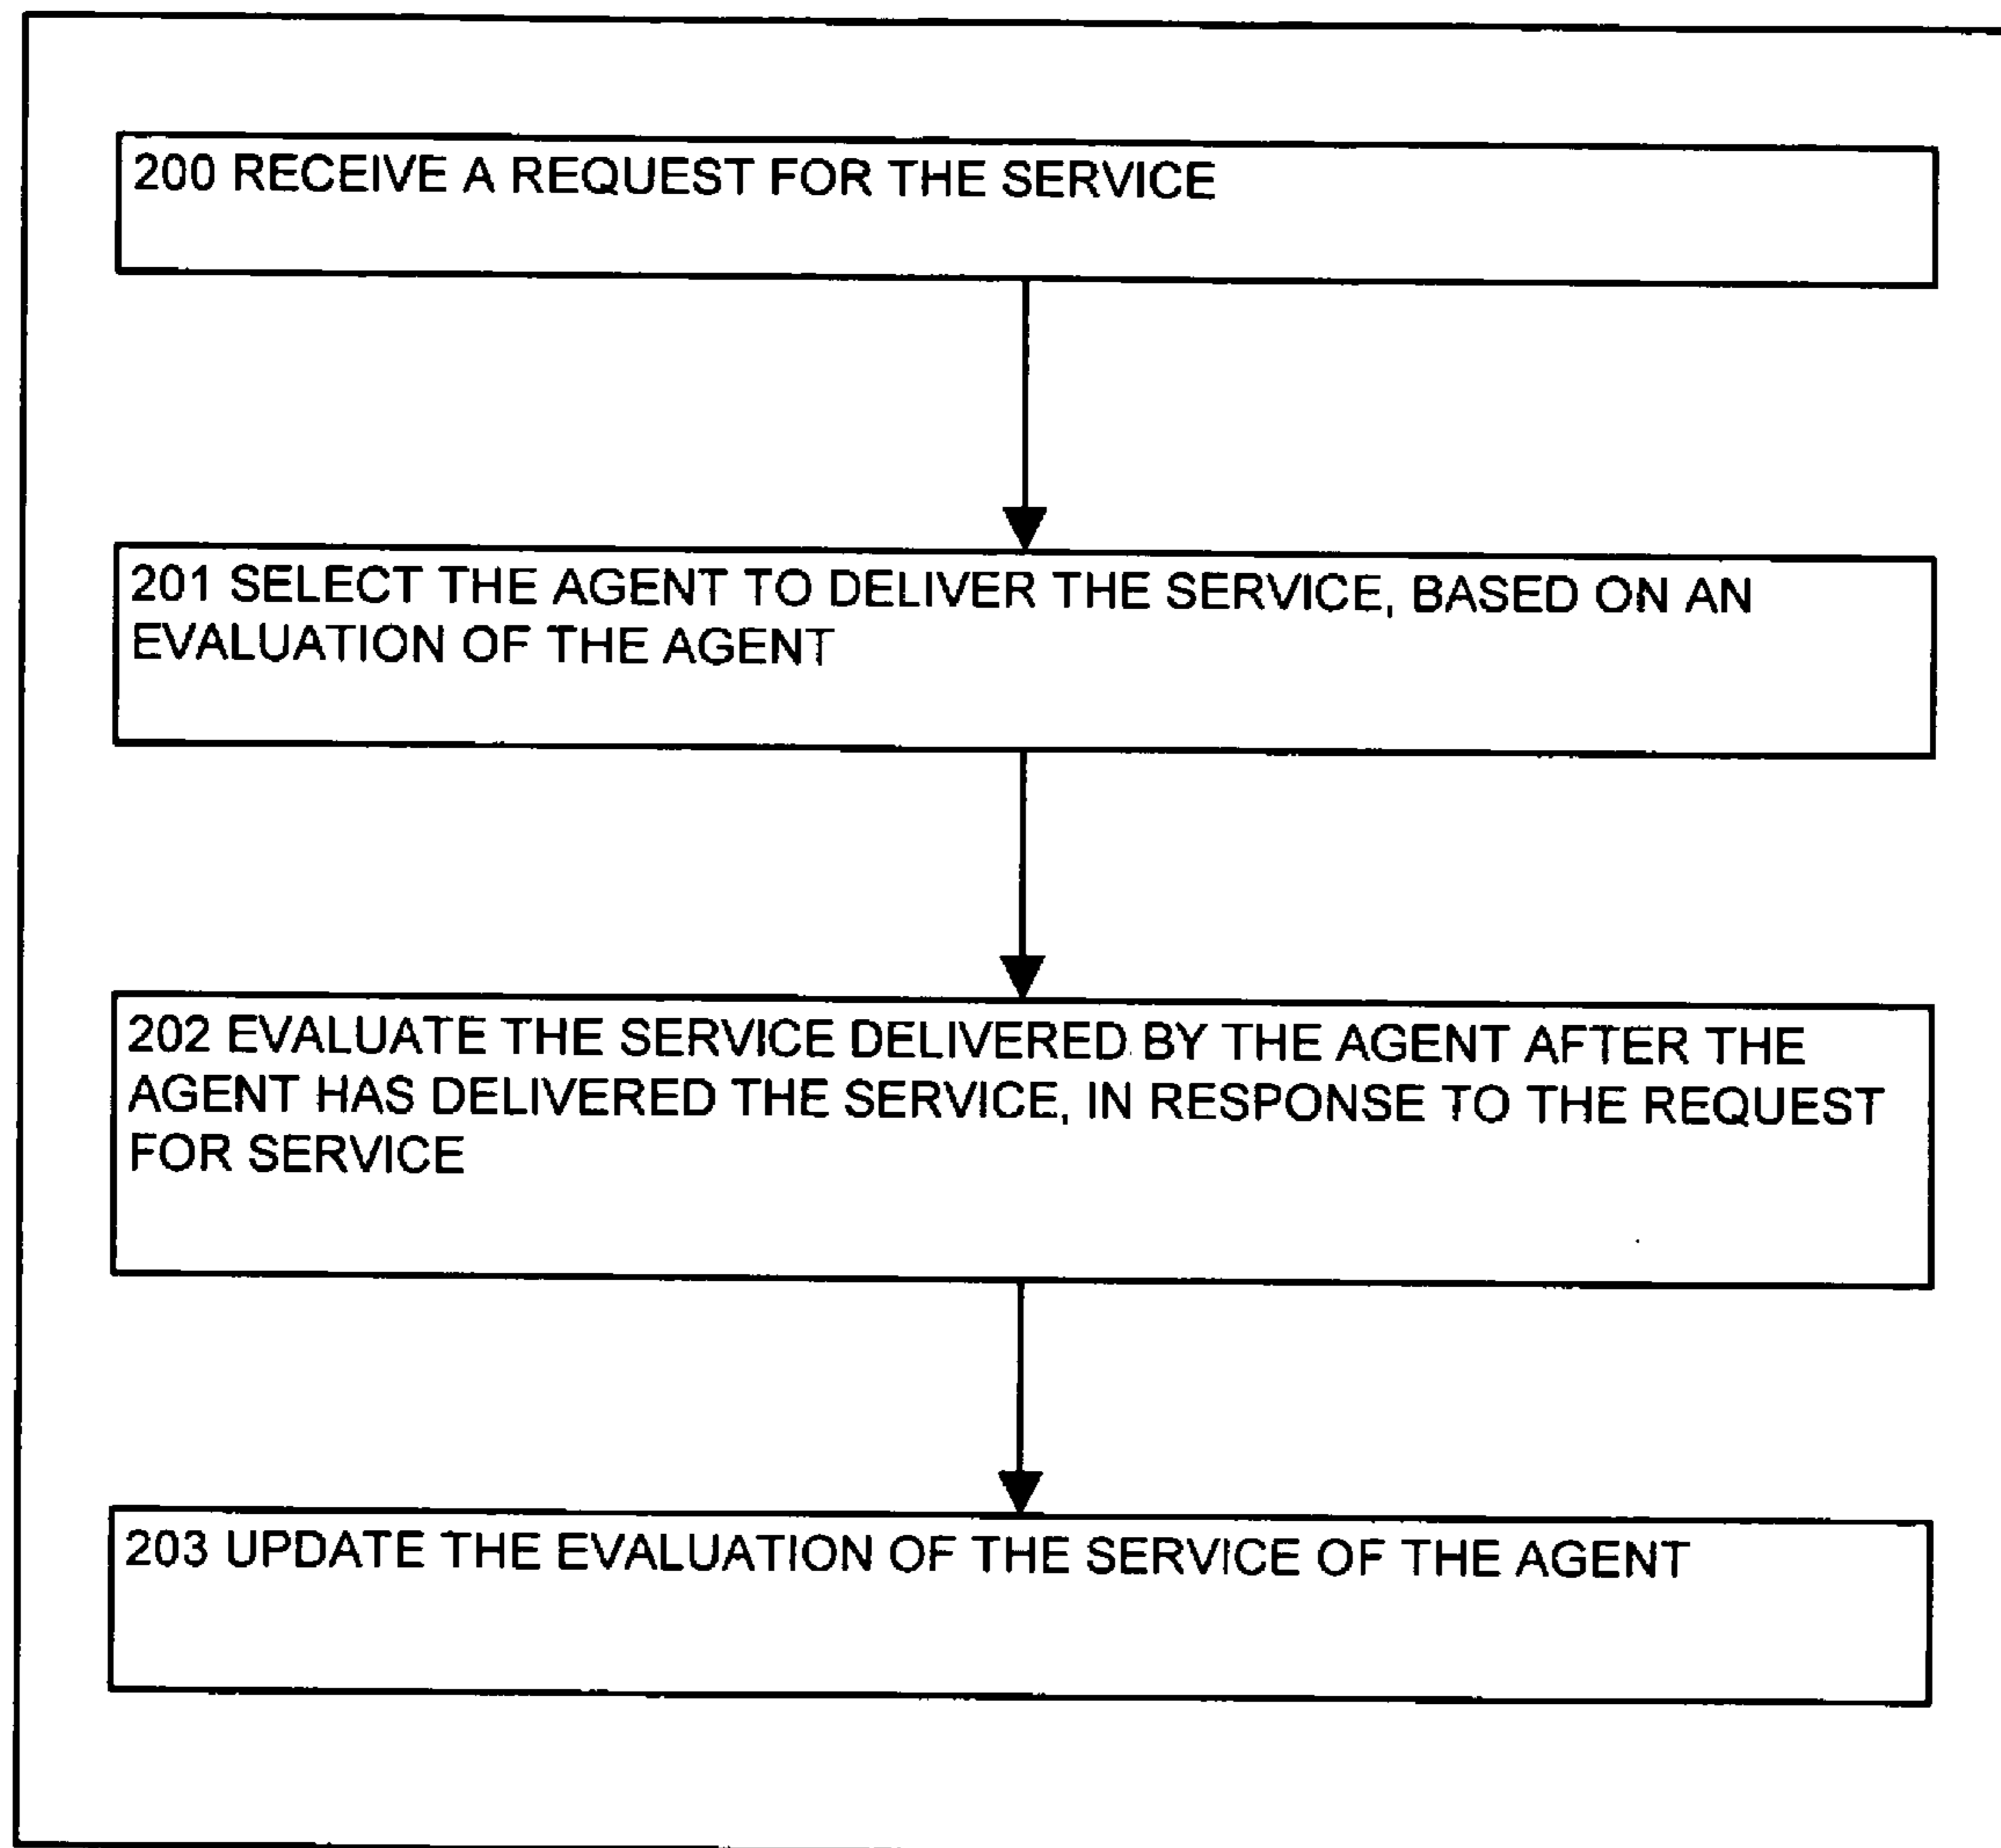 200 RECEIVE A REQUEST FOR THE SERVICE
201 SELECT THE AGENT TO DELIVER THE SERVICE, BASED ON AN
EVALUATION OF THE AGENT
202 EVALUATE THE SERVICE DELIVERED BY THE AGENT AFTER THE
AGENT HAS DELIVERED THE SERVICE, IN RESPONSE TO THE REQUEST
FOR SERVICE
203 UPDATE THE EVALUATION OF THE SERVICE OF THE AGENT